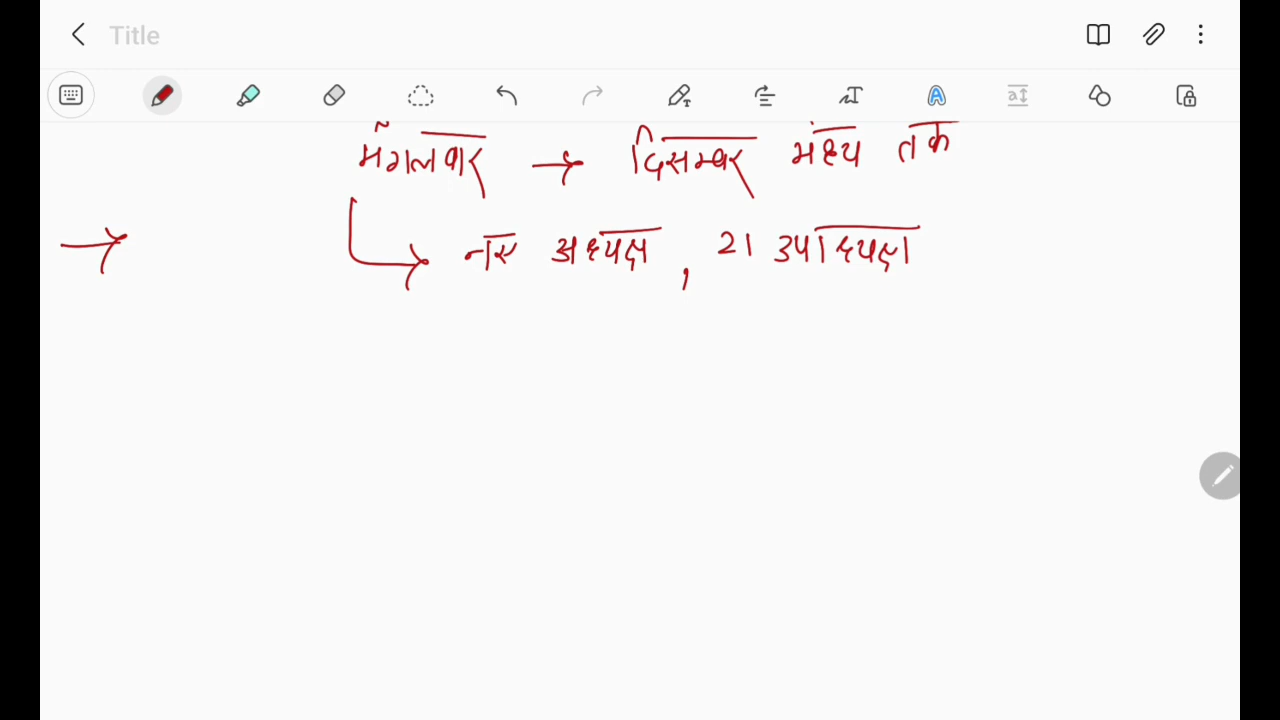 Title
मंगलवार → दिसम्बर मध्य तक
→ नए अध्यक्ष, 21 उपाध्यक्ष